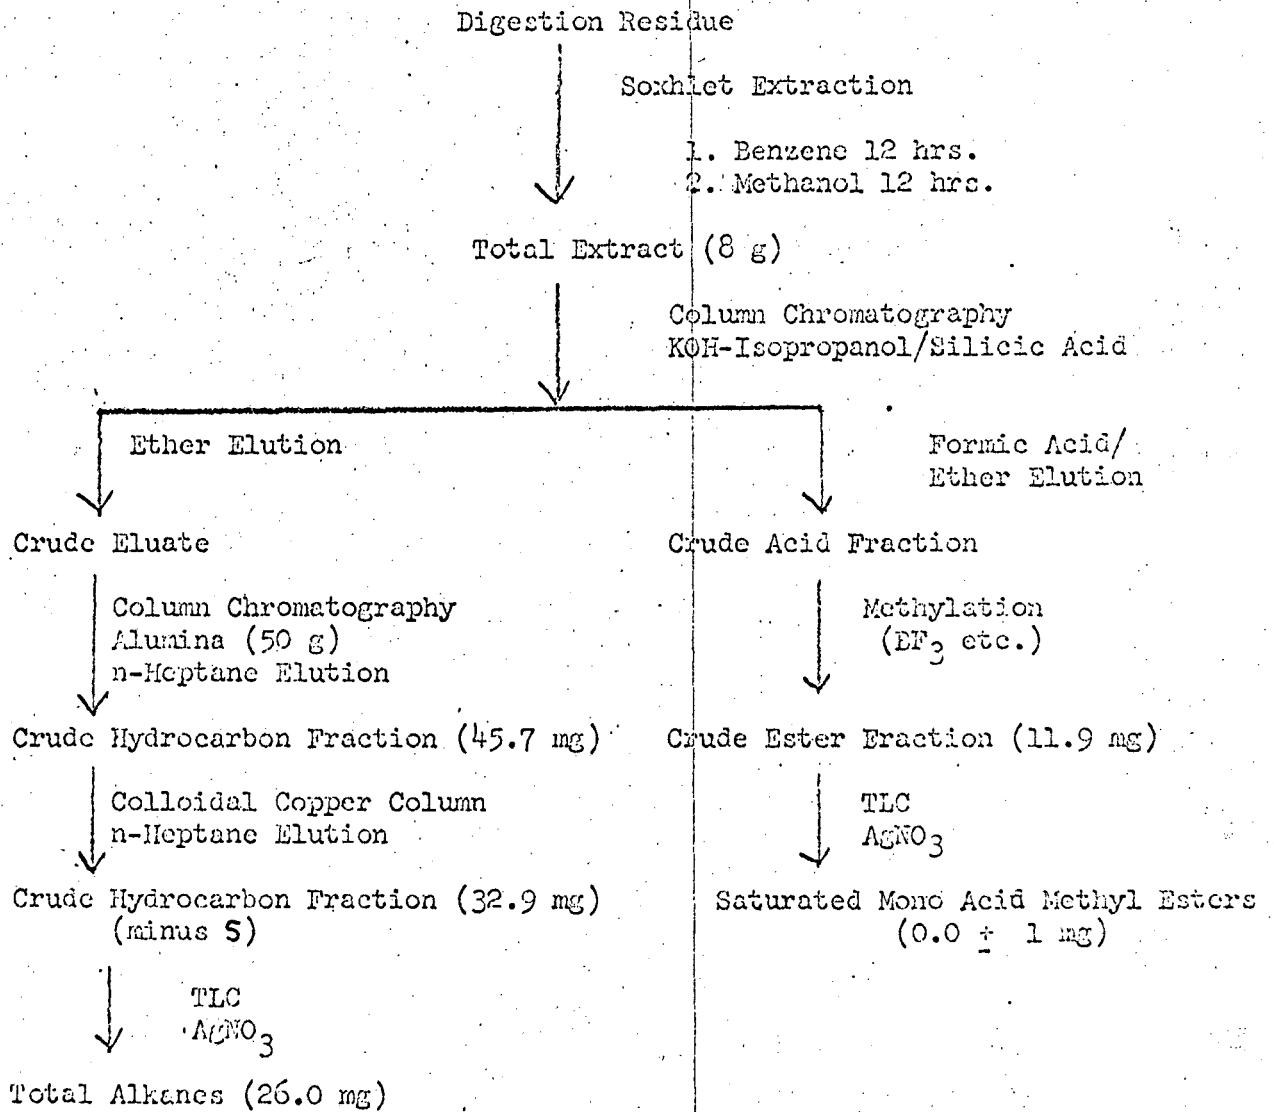 Digestion Residue
Soxhlet Extraction
1. Benzene 12 hrs.
2. Methanol 12 hrs.
Total Extract (8 g)
Column Chromatography
KOH-Isopropanol/Silicic Acid
Ether Elution
Formic Acid/
Ether Elution
Crude Eluate
Column Chromatography
Alumina (50 g)
n-Heptane Elution
Crude Hydrocarbon Fraction (45.7 mg)
Colloidal Copper Column
n-Heptane Elution
Crude Hydrocarbon Fraction (32.9 mg)
(minus S)
TLC
AgNO3
Total Alkanes (26.0 mg)
Crude Acid Fraction
Methylation
(BF3 etc.)
Crude Ester Fraction (11.9 mg)
TLC
AgNO3
Saturated Mono Acid Methyl Esters
(0.0 ± 1 mg)